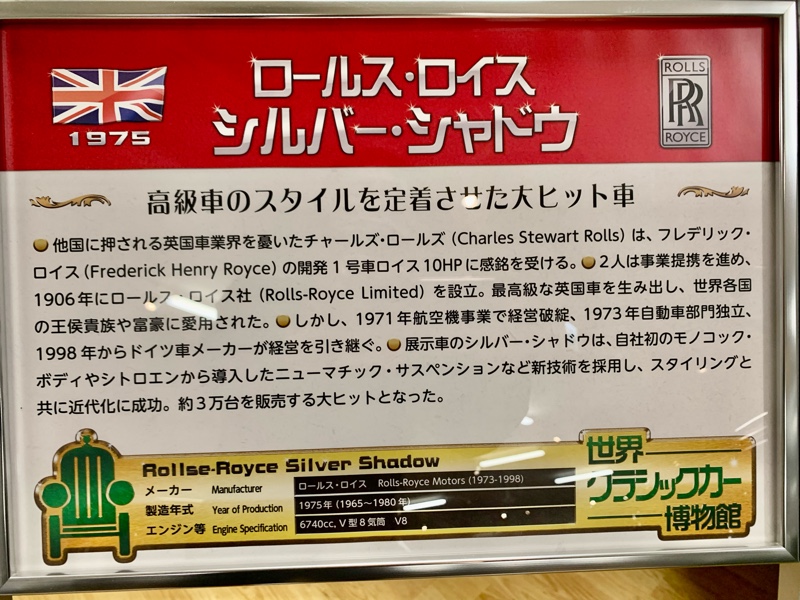 ロールス・ロイス
シルバー・シャドウ
1975
ROLLS
RR
ROYCE
高級車のスタイルを定着させた大ヒット車
●他国に押される英国車業界を憂いたチャールズ・ロールズ(Charles Stewart Rolls)は、フレデリック・
ロイス(Frederick Henry Royce)の開発1号車ロイス10HPに感銘を受ける。●2人は事業提携を進め、
1906年にロールス・ロイス社(Rolls-Royce Limited)を設立。最高級な英国車を生み出し、世界各国
の王侯貴族や富豪に愛用された。●しかし、1971年航空機事業で経営破綻、1973年自動車部門独立、
1998年からドイツ車メーカーが経営を引き継ぐ。●展示車のシルバー・シャドウは、自社初のモノコック・
ボディやシトロエンから導入したニューマチック・サスペンションなど新技術を採用し、スタイリングと
共に近代化に成功。約3万台を販売する大ヒットとなった。
Rollse-Royce Silver Shadow
メーカー Manufacturer ロールス・ロイス Rolls-Royce Motors (1973-1998)
製造年式 Year of Production 1975年(1965～1980年)
エンジン等 Engine Specification 6740cc, V型8気筒 V8
世界
クラシックカー
博物館